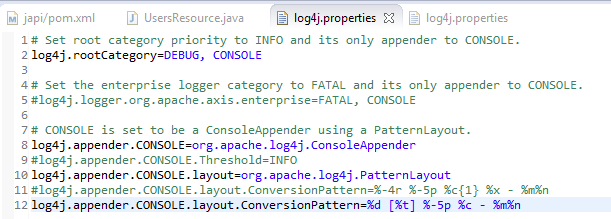 japi/pom.xml UsersResource.java log4j.properties log4j.properties
1 # Set root category priority to INFO and its only appender to CONSOLE.
2 log4j.rootCategory=DEBUG, CONSOLE
3
4 # Set the enterprise logger category to FATAL and its only appender to CONSOLE.
5 #log4j.logger.org.apache.axis.enterprise=FATAL, CONSOLE
6
7 # CONSOLE is set to be a ConsoleAppender using a PatternLayout.
8 log4j.appender.CONSOLE=org.apache.log4j.ConsoleAppender
9 #log4j.appender.CONSOLE.Threshold=INFO
10 log4j.appender.CONSOLE.layout=org.apache.log4j.PatternLayout
11 #log4j.appender.CONSOLE.layout.ConversionPattern=%-4r %-5p %c{1} %x - %m%n
12 log4j.appender.CONSOLE.layout.ConversionPattern=%d [%t] %-5p %c - %m%n